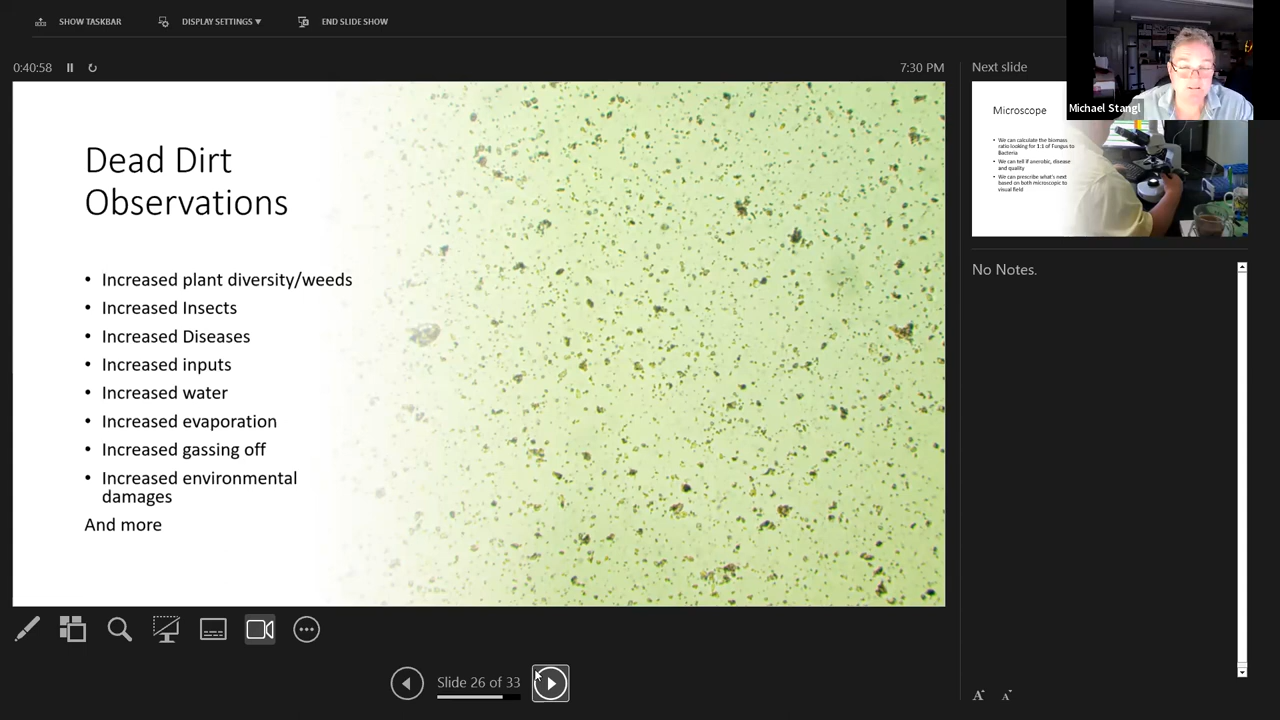 SHOW TASKBAR
DISPLAY SETTINGS
END SLIDE SHOW
0:40:58
7:30 PM
Dead Dirt
Observations
• Increased plant diversity/weeds
• Increased Insects
• Increased Diseases
• Increased inputs
• Increased water
• Increased evaporation
• Increased gassing off
• Increased environmental
damages
And more
Slide 26 of 33
Next slide
Michael Stangl
Microscope
• We can calculate the biomass
ratio looking for 1:1 of Fungus to
Bacteria
• We can tell if anerobic, disease
and quality
• We can prescribe what's next
based on both microscopic to
visual field
No Notes.
A
A